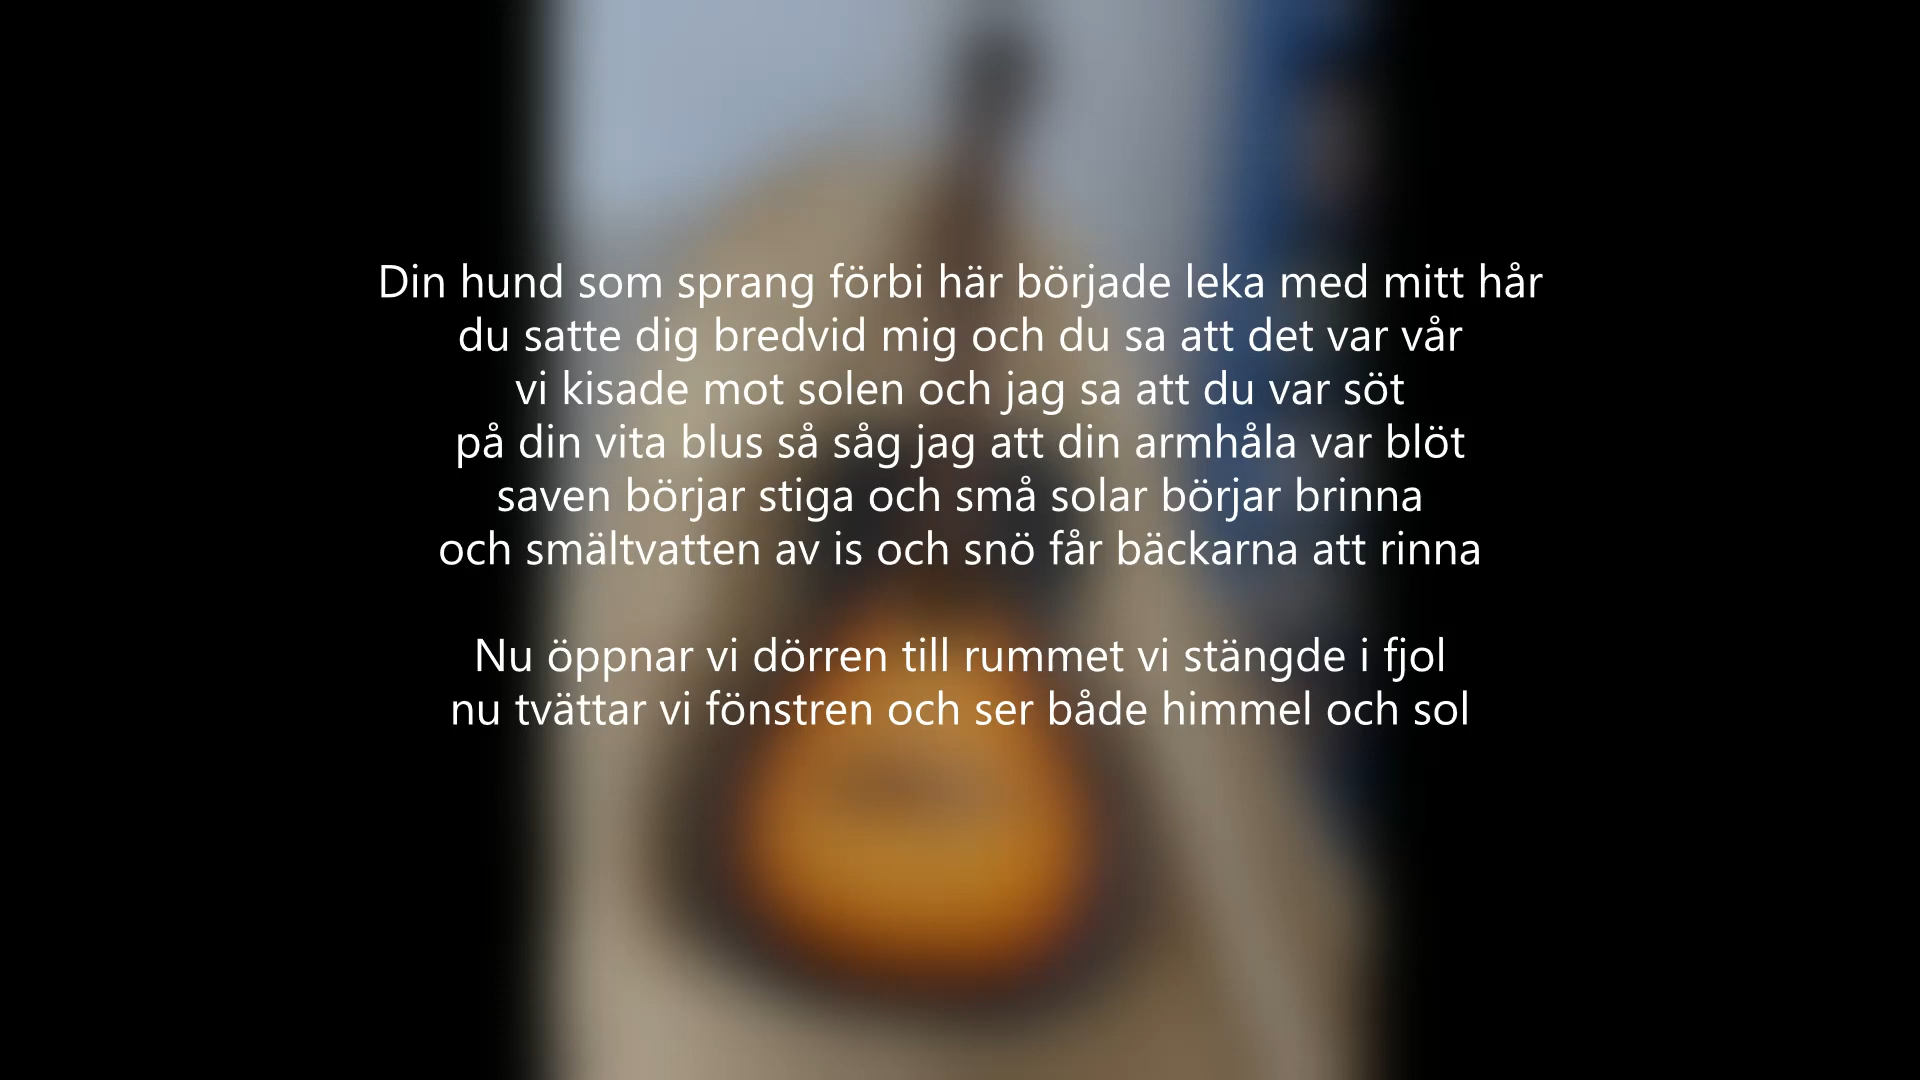 Din hund som sprang förbi här började leka med mitt hår
du satte dig bredvid mig och du sa att det var vår
vi kisade mot solen och jag sa att du var söt
på din vita blus så såg jag att din armhåla var blöt
saven börjar stiga och små solar börjar brinna
och smältvatten av is och snö får bäckarna att rinna

Nu öppnar vi dörren till rummet vi stängde i fjol
nu tvättar vi fönstren och ser både himmel och sol